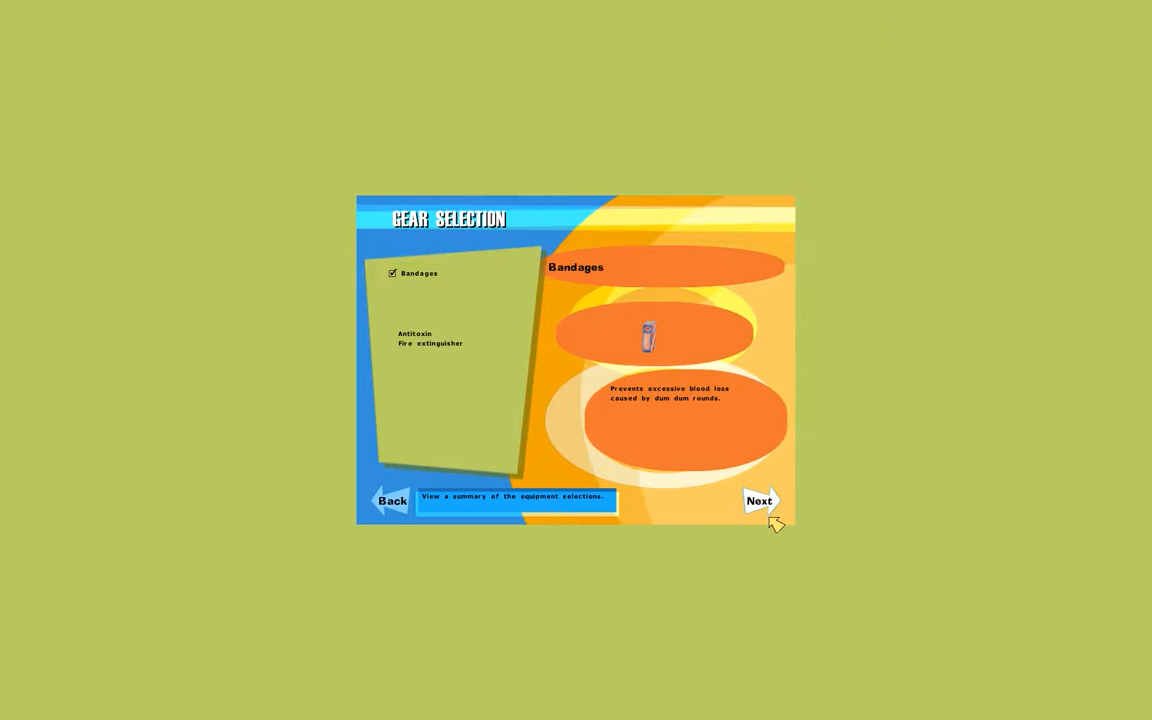 GEAR SELECTION
Bandages
Antitoxin
Fire extinguisher
Bandages
Prevents excessive blood loss
caused by dum dum rounds.
Back
View a summary of the equipment selections.
Next